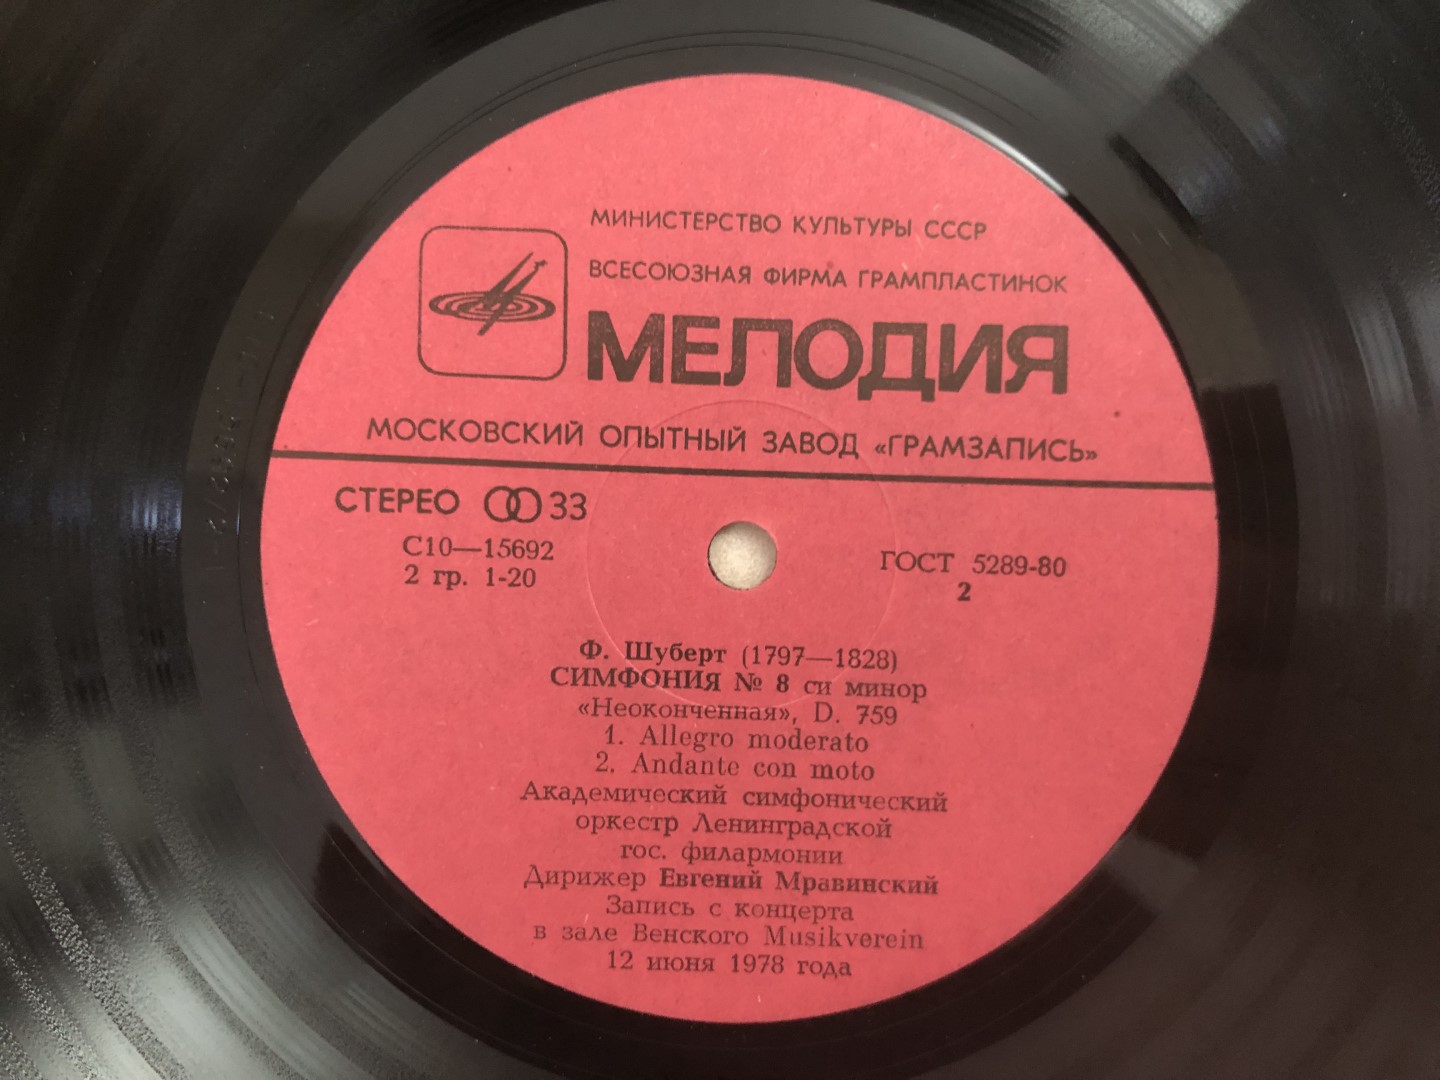 МИНИСТЕРСТВО КУЛЬТУРЫ СССР
ВСЕСОЮЗНАЯ ФИРМА ГРАМПЛАСТИНОК
МЕЛОДИЯ
МОСКОВСКИЙ ОПЫТНЫЙ ЗАВОД «ГРАМЗАПИСЬ»
СТЕРЕО 33
С10—15692
2 гр. 1-20
ГОСТ 5289-80
2
Ф. Шуберт (1797—1828)
СИМФОНИЯ № 8 си минор
«Неоконченная», D. 759
1. Allegro moderato
2. Andante con moto
Академический симфонический
оркестр Ленинградской
гос. филармонии
Дирижер Евгений Мравинский
Запись с концерта
в зале Венского Musikverein
12 июня 1978 года